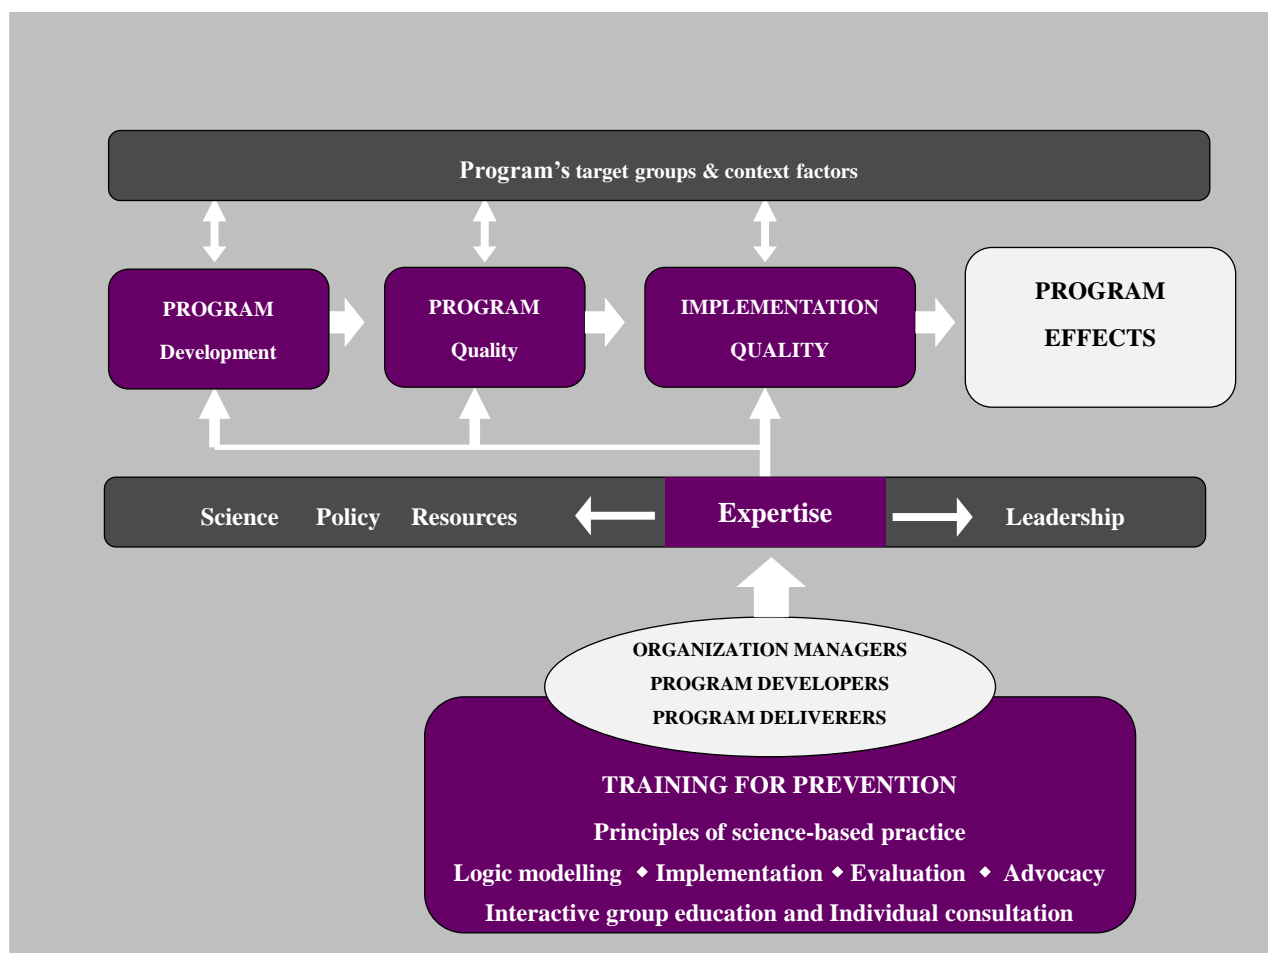 Program’s target groups & context factors
PROGRAM
Development
PROGRAM
Quality
IMPLEMENTATION
QUALITY
PROGRAM
EFFECTS
Science Policy Resources Expertise Leadership
ORGANIZATION MANAGERS
PROGRAM DEVELOPERS
PROGRAM DELIVERERS
TRAINING FOR PREVENTION
Principles of science-based practice
Logic modelling ◆ Implementation ◆ Evaluation ◆ Advocacy
Interactive group education and Individual consultation